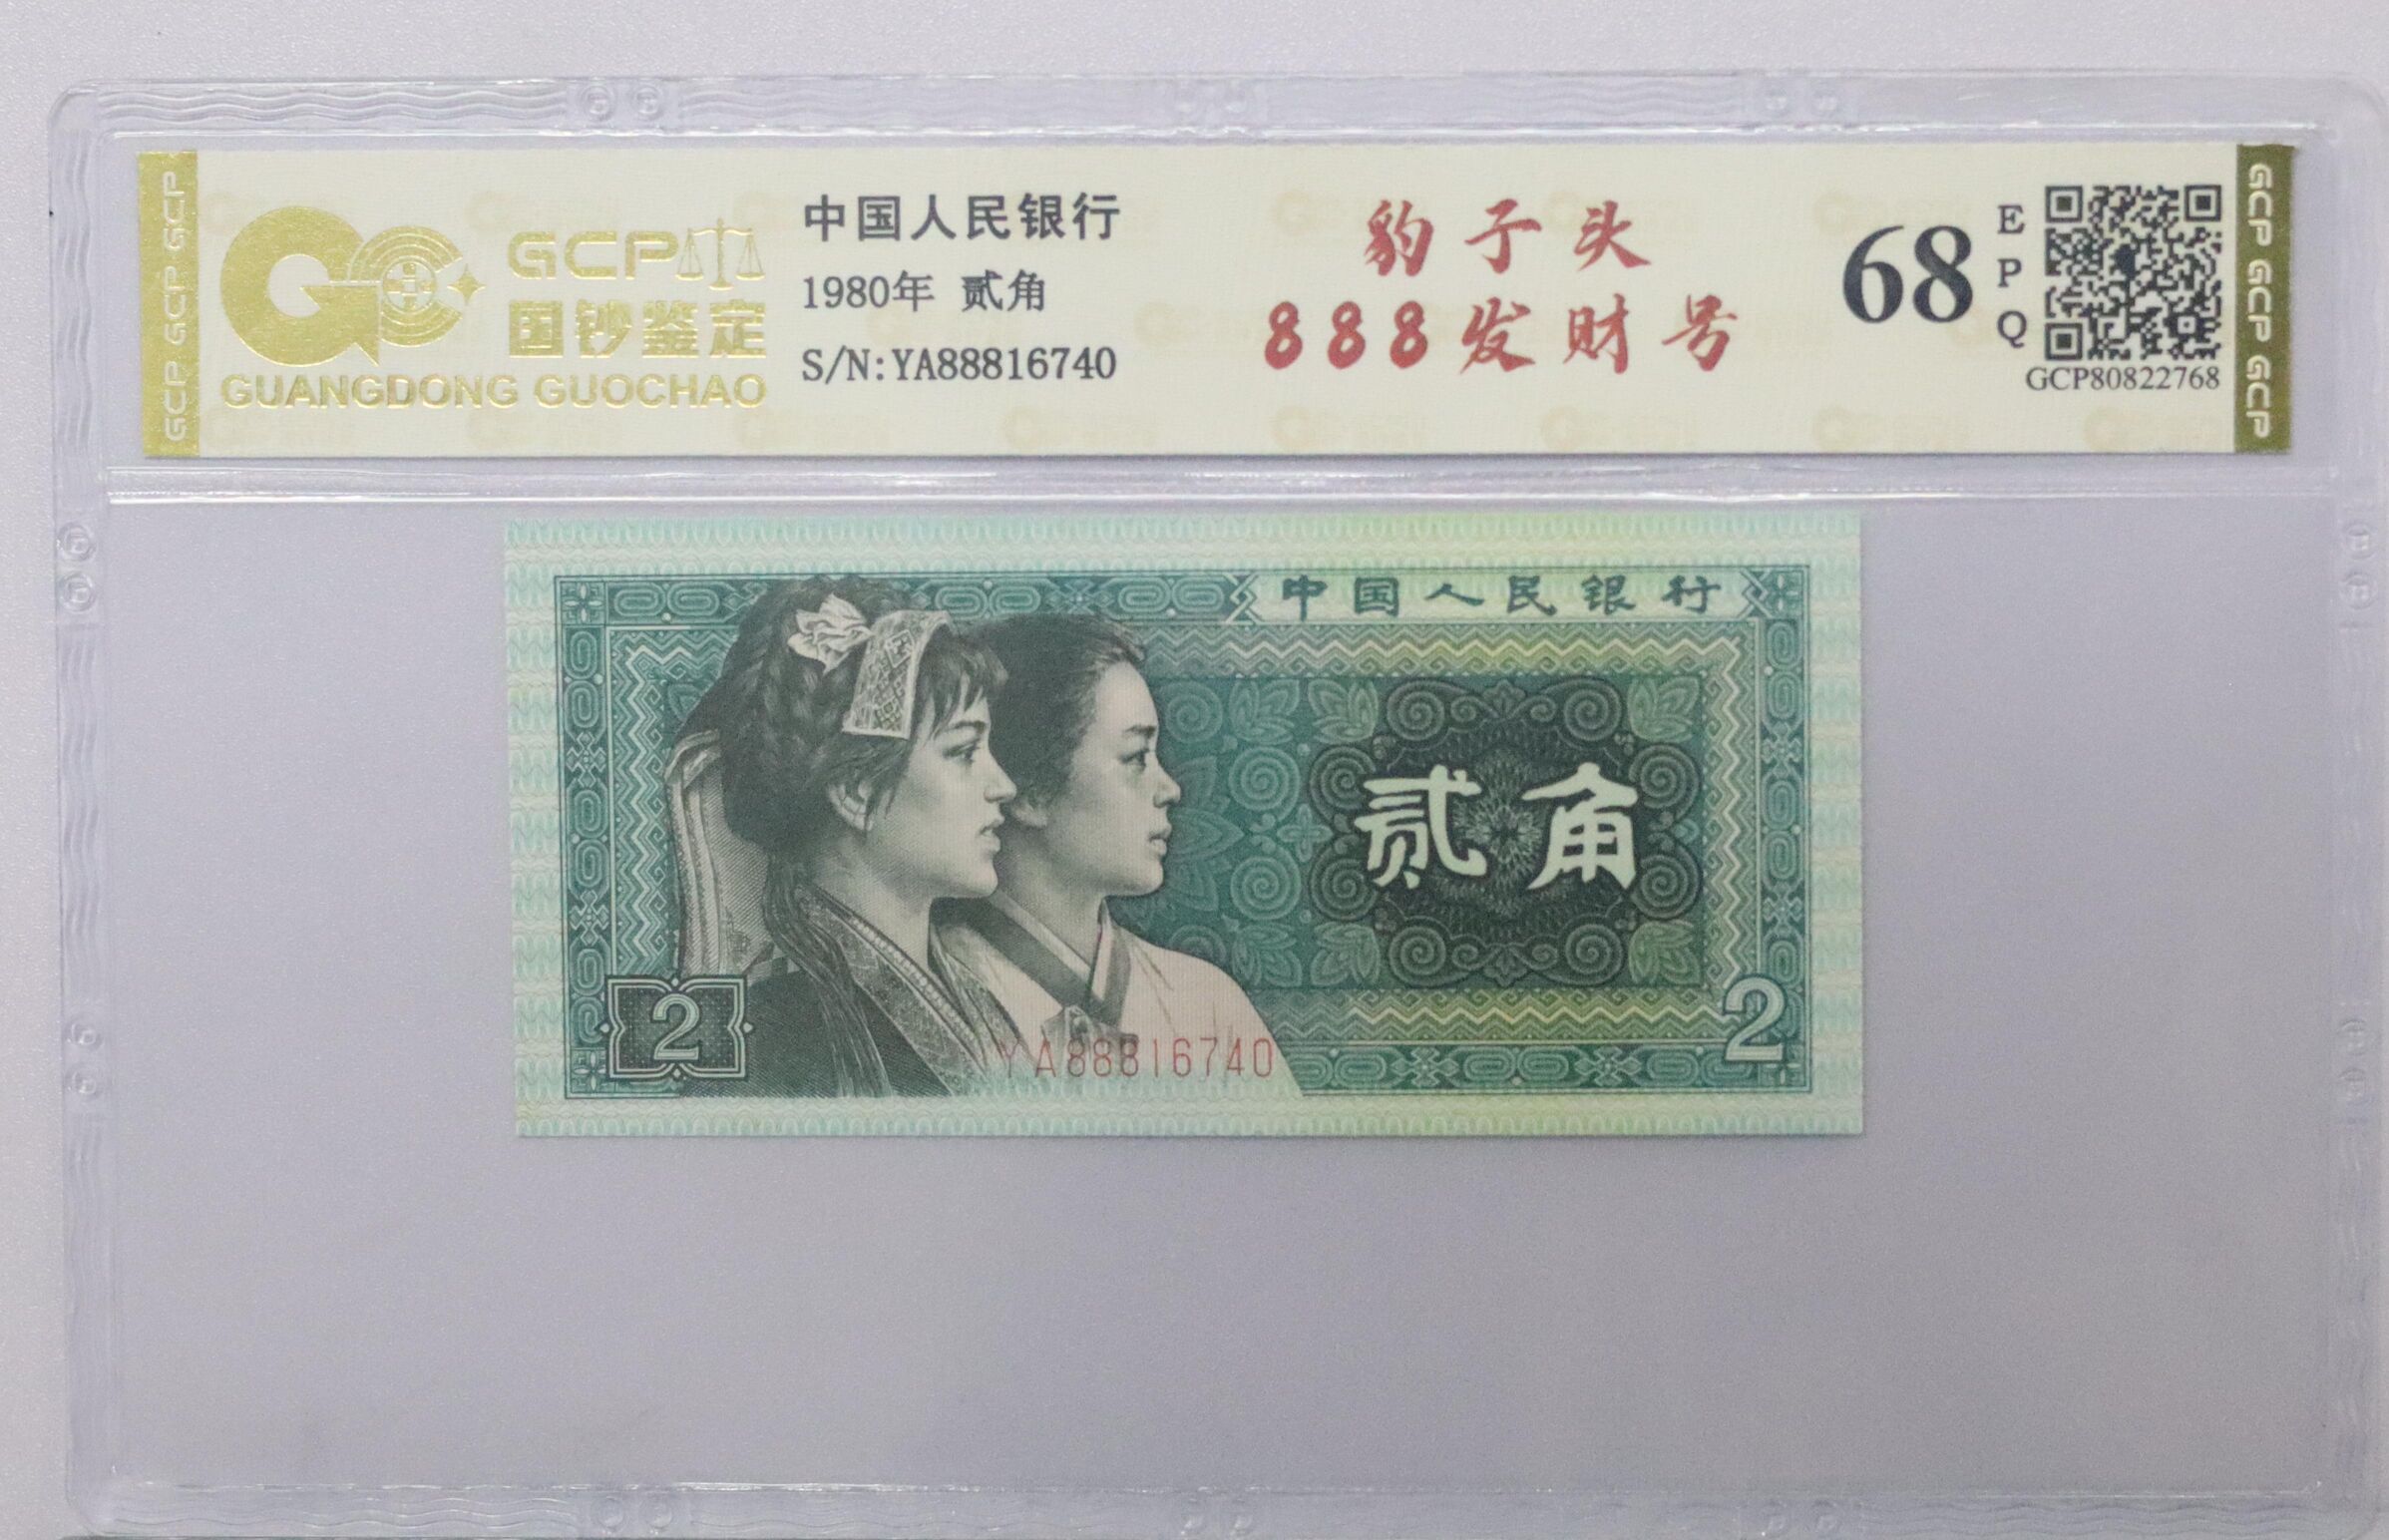 GCP GCP GCP
GCP
国钞鉴定
GUANGDONG GUOCHAO
中国人民银行
1980年 贰角
S/N:YA88816740
豹子头
888发财号
68
EPQ
GCP80822768
GCP GCP GCP
中国人民银行
贰角
2
2
YA88816740